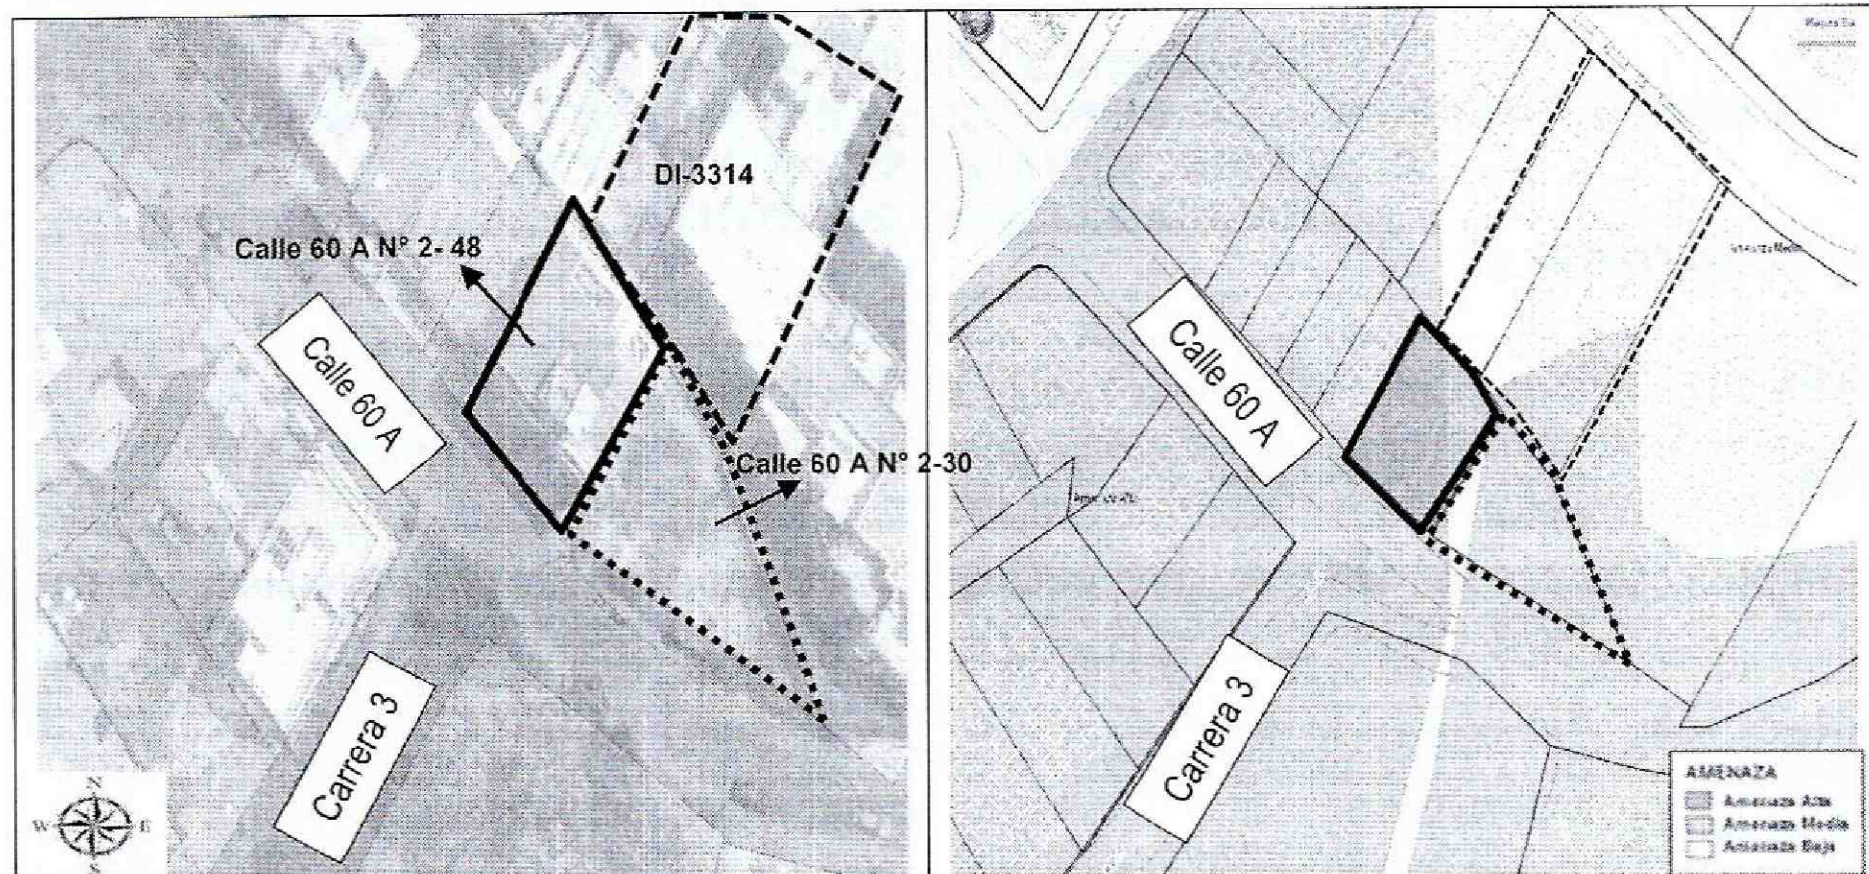 DI-3314
Calle 60 A N° 2- 48
Calle 60 A
Calle 60 A N° 2-30
Carrera 3
N
W
E
S
Calle 60 A
Carrera 3
AMENAZA
Amenaza Alta
Amenaza Media
Amenaza Baja